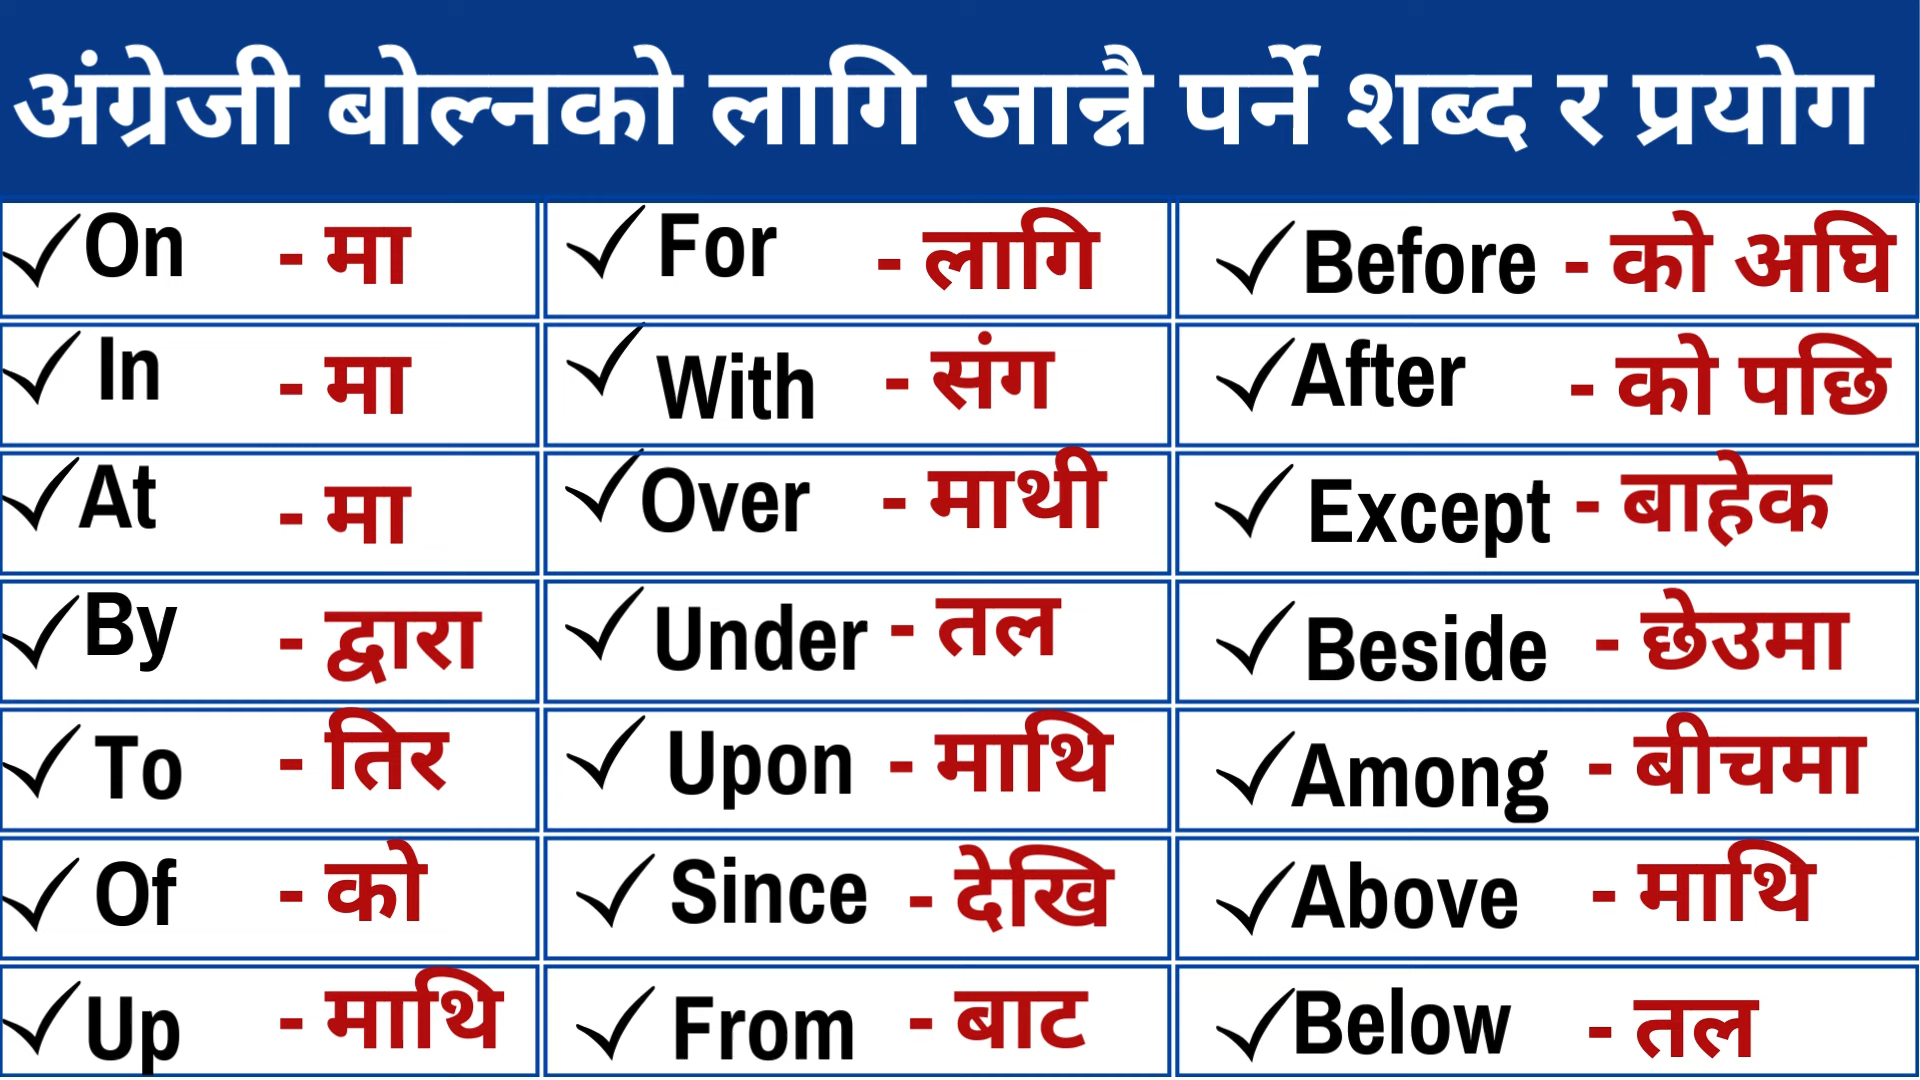 अंग्रेजी बोल्नको लागि जान्नै पर्ने शब्द र प्रयोग
On - मा
For - लागि
Before - को अघि
In - मा
With - संग
After - को पछि
At - मा
Over - माथी
Except - बाहेक
By - द्वारा
Under - तल
Beside - छेउमा
To - तिर
Upon - माथि
Among - बीचमा
Of - को
Since - देखि
Above - माथि
Up - माथि
From - बाट
Below - तल